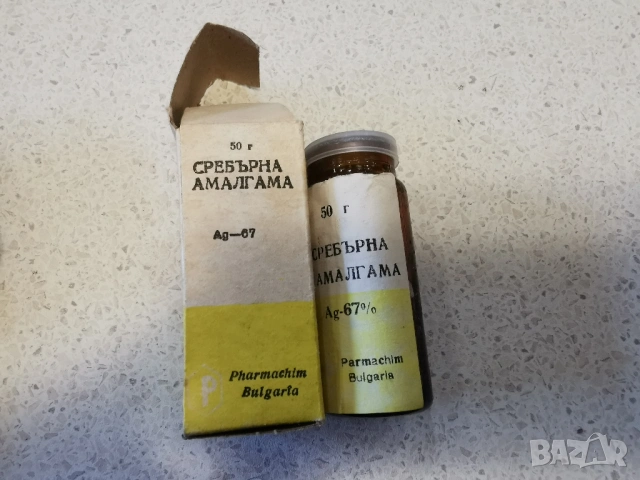 50 г
СРЕБЪРНА
АМАЛГАМА
Ag-67
Pharmachim
Bulgaria
50 г
СРЕБЪРНА
АМАЛГАМА
Ag-67%
Parmachim
Bulgaria
BAZAR